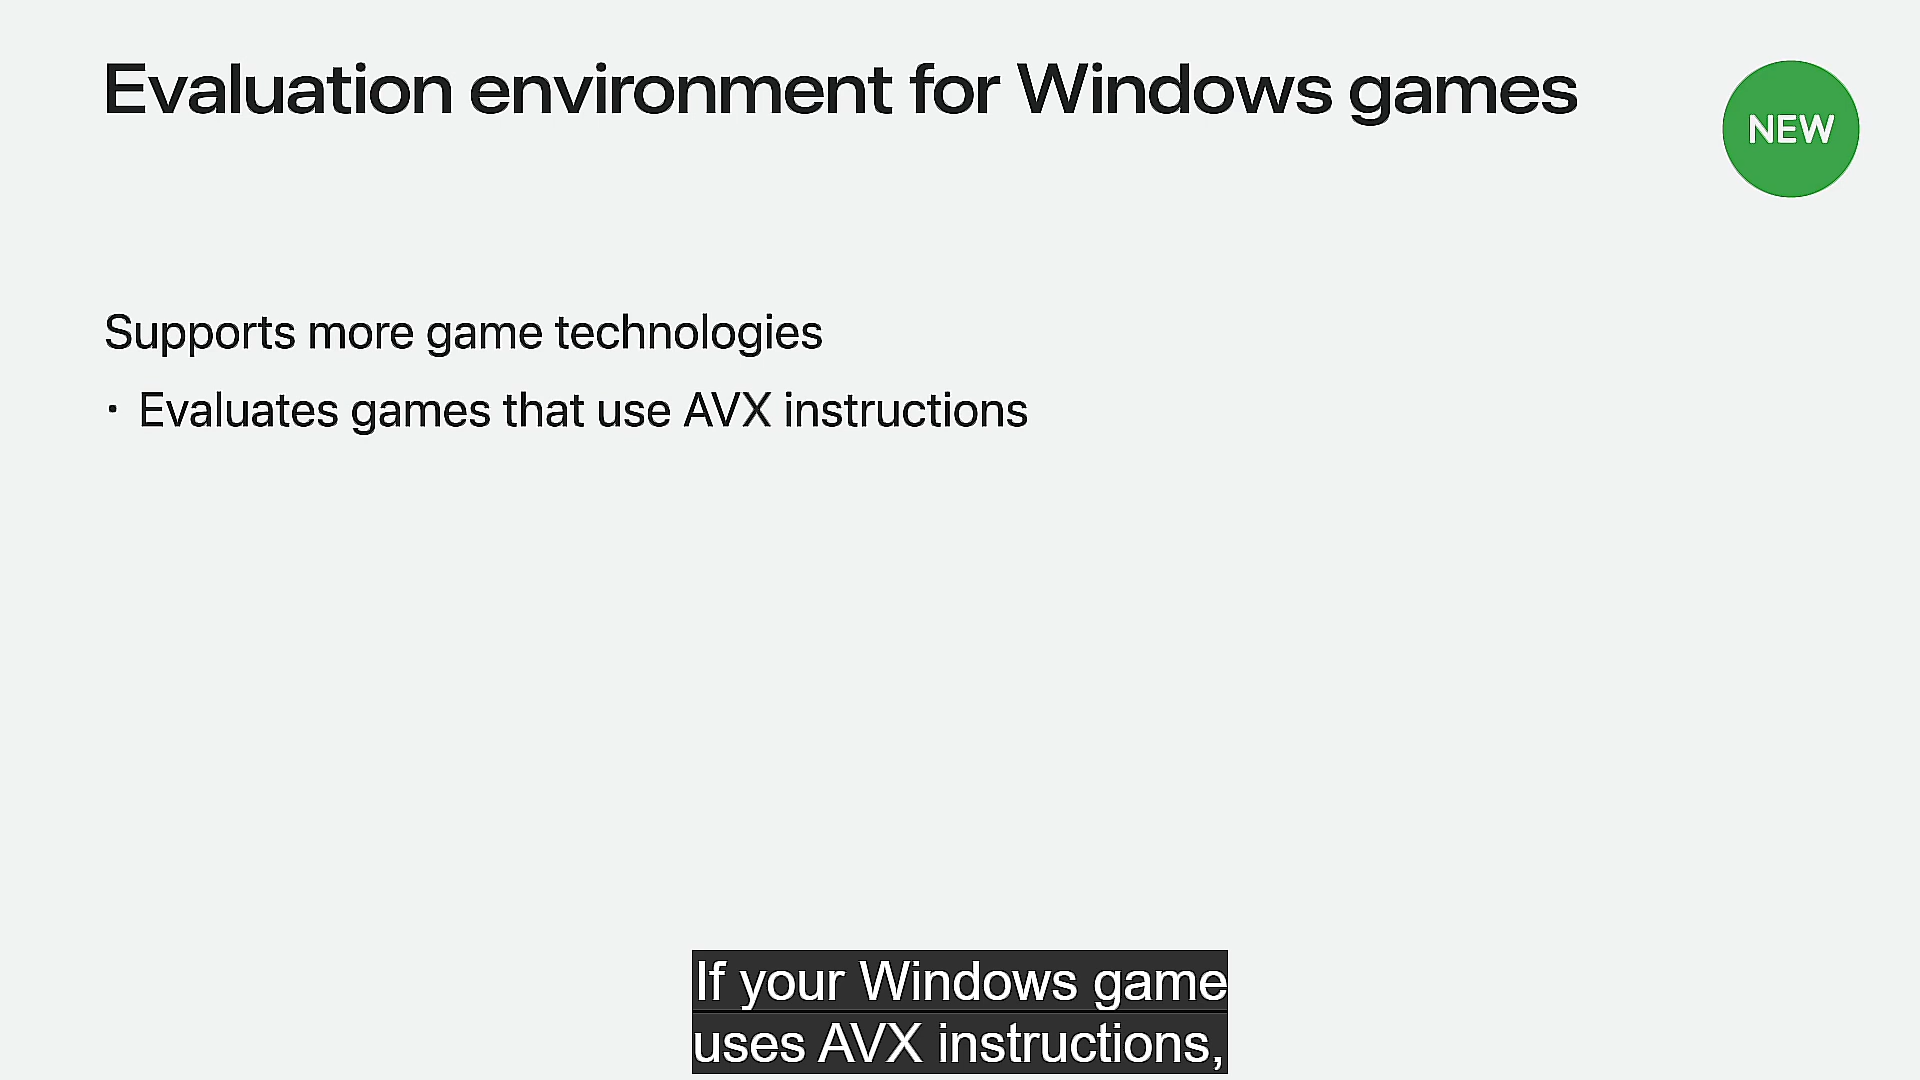 Evaluation environment for Windows games
NEW
Supports more game technologies
· Evaluates games that use AVX instructions
If your Windows game
uses AVX instructions,